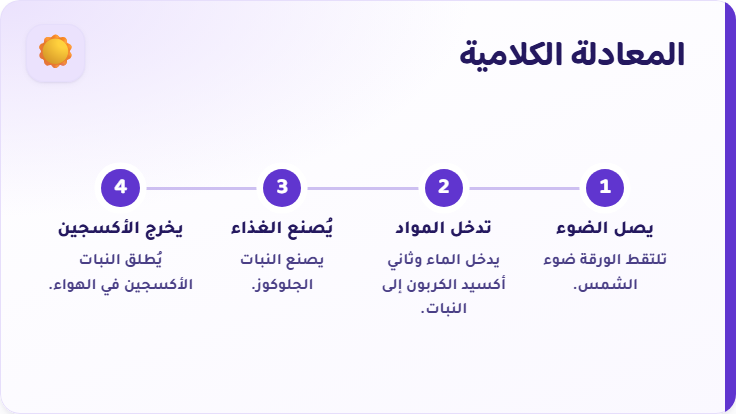 المعادلة الكلامية
1
يصل الضوء
تلتقط الورقة ضوء
الشمس.
2
تدخل المواد
يدخل الماء وثاني
أكسيد الكربون إلى
النبات.
3
يُصنع الغذاء
يصنع النبات
الجلوكوز.
4
يخرج الأكسجين
يُطلق النبات
الأكسجين في الهواء.